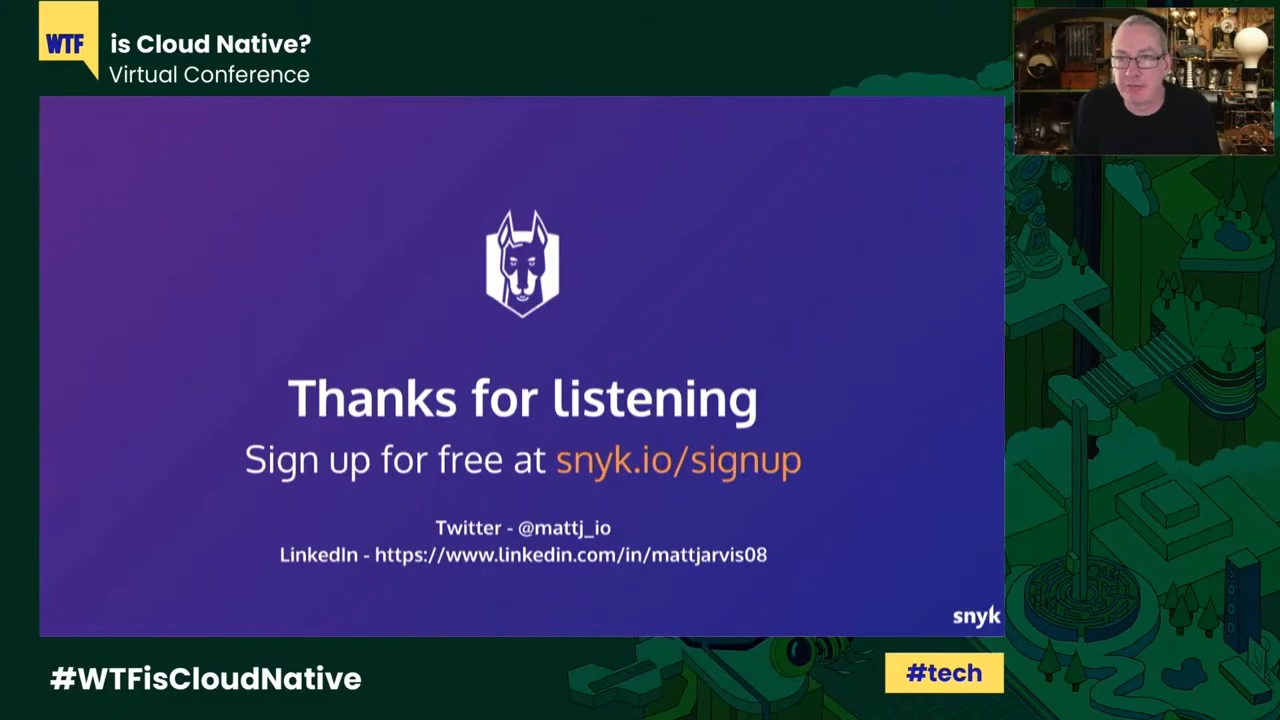 WTF
is Cloud Native?
Virtual Conference
Thanks for listening
Sign up for free at snyk.io/signup
Twitter - @mattj_io
LinkedIn - https://www.linkedin.com/in/mattjarvis08
snyk
#WTFisCloudNative
#tech